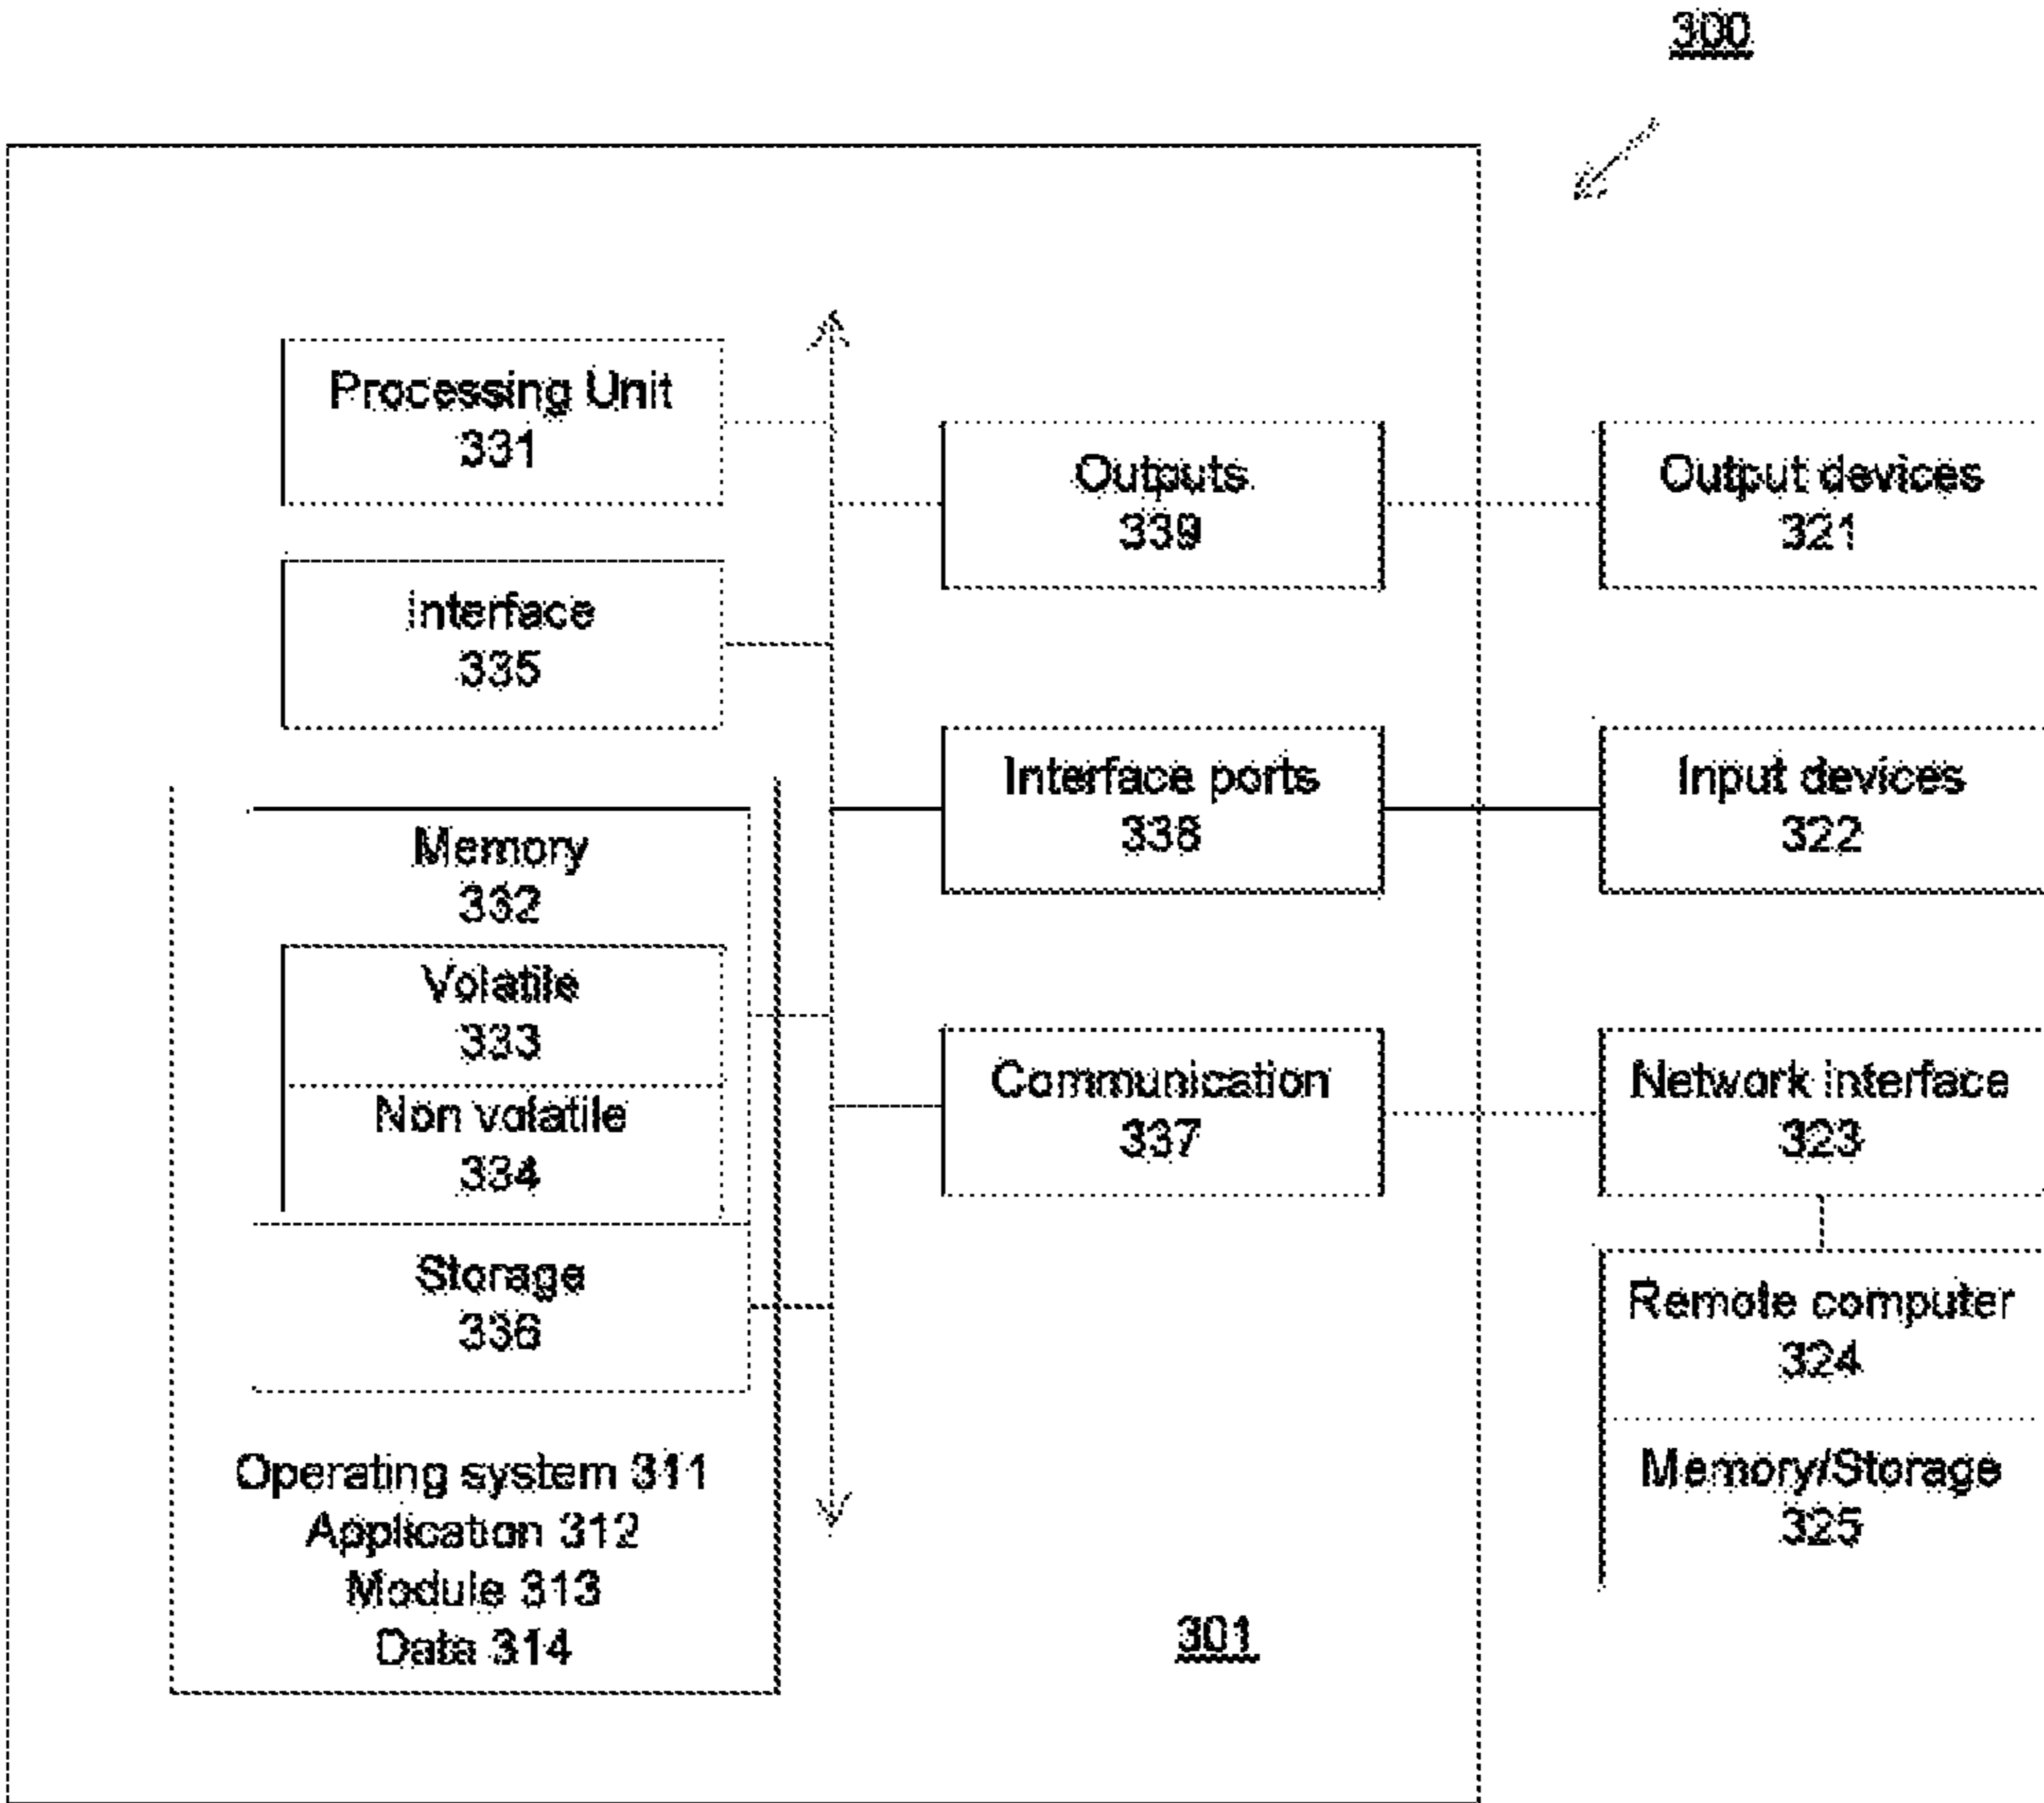 300
Processing Unit
331
Interface
335
Memory
332
Volatile
333
Non volatile
334
Storage
336
Operating system 311
Application 312
Module 313
Data 314
Outputs
339
Interface ports
338
Communication
337
301
Output devices
321
Input devices
322
Network interface
323
Remote computer
324
Memory/Storage
325